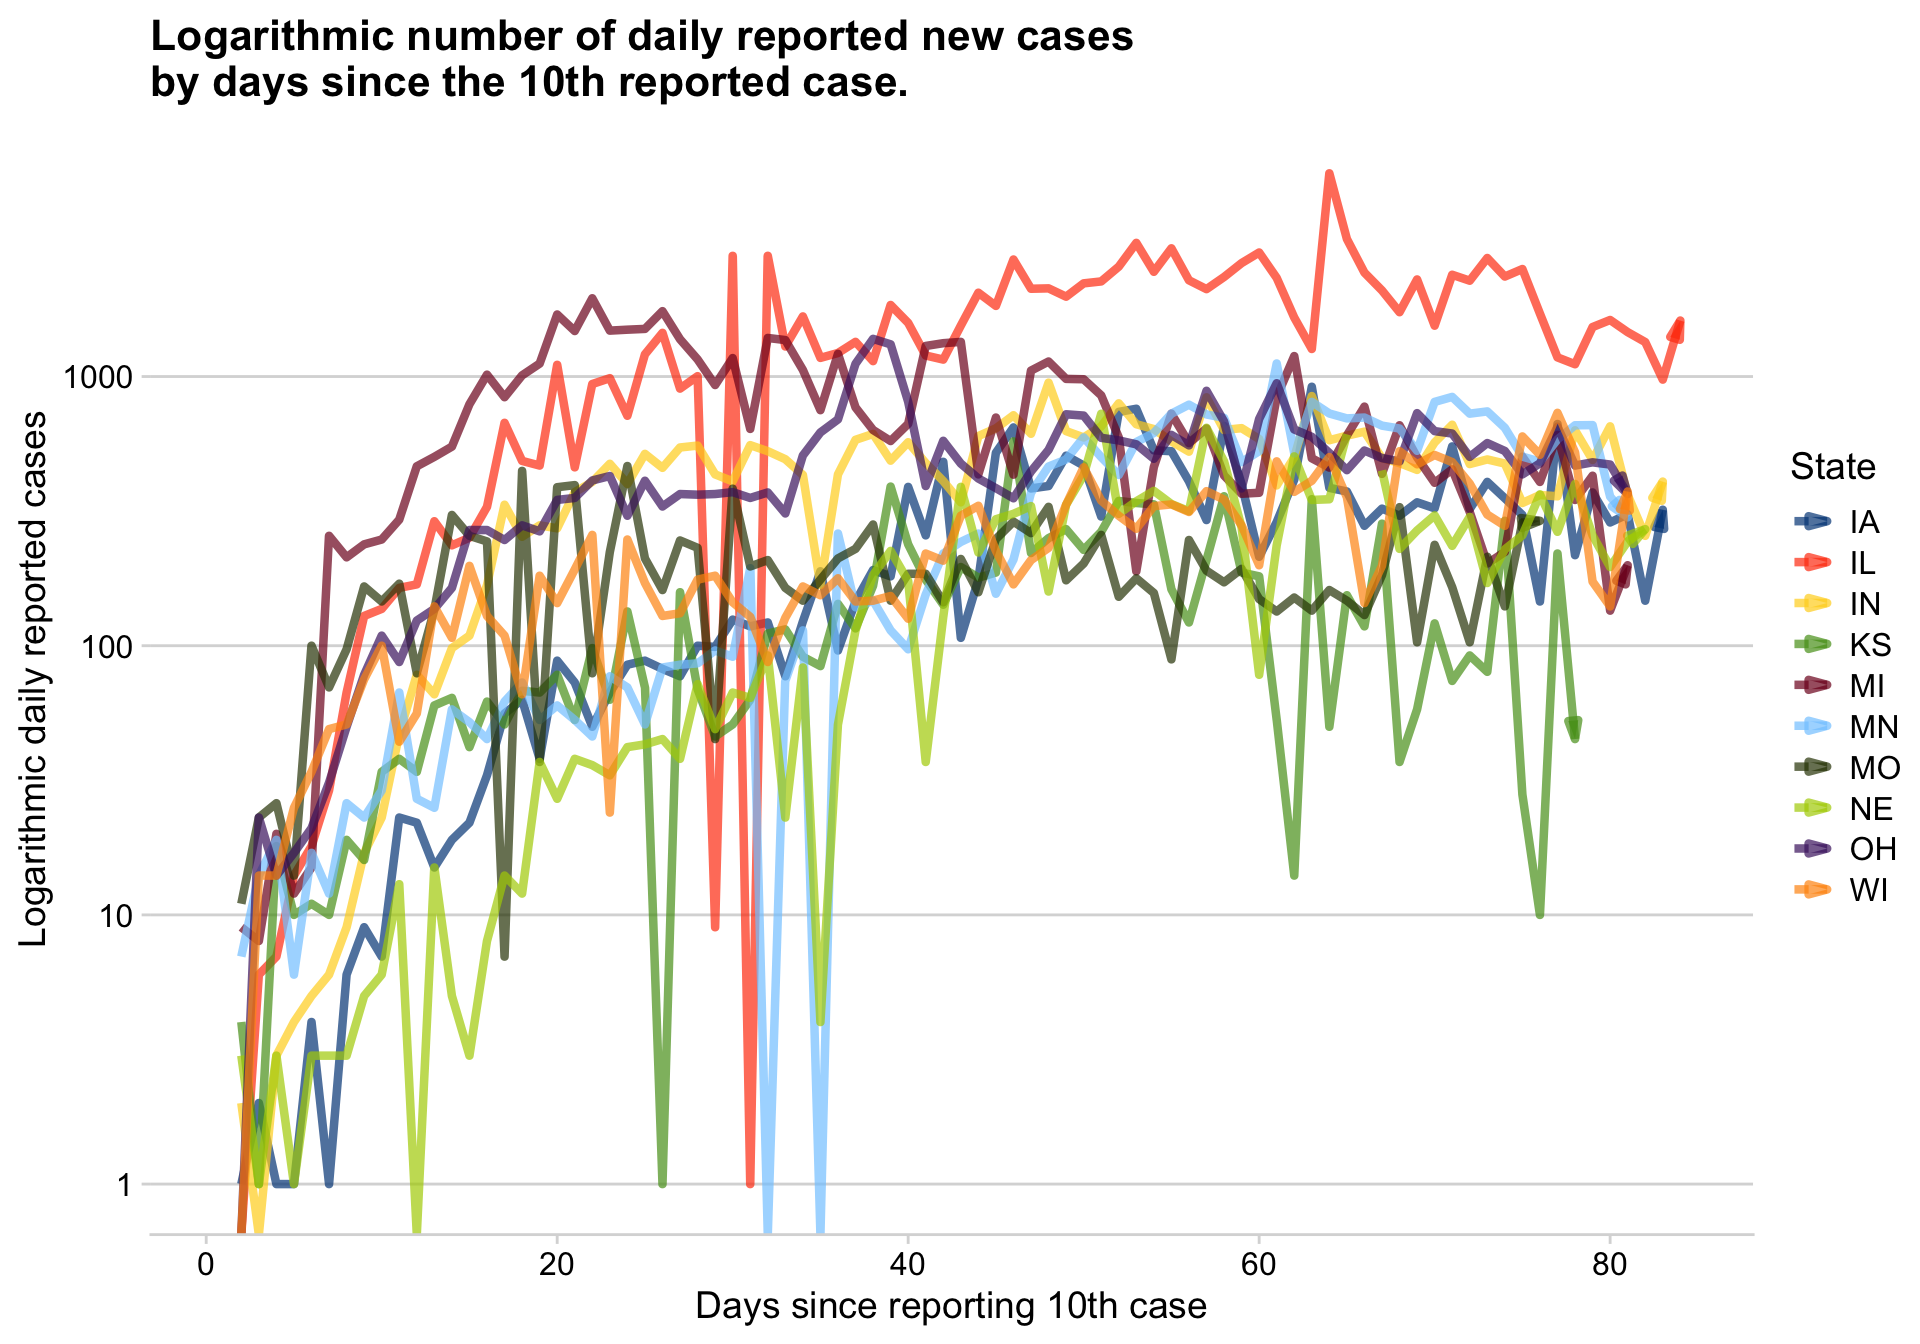 Logarithmic number of daily reported new cases
by days since the 10th reported case.
Logarithmic daily reported cases
1000
100
10
1
0
20
40
60
80
Days since reporting 10th case
State
IA
IL
IN
KS
MI
MN
MO
NE
OH
WI